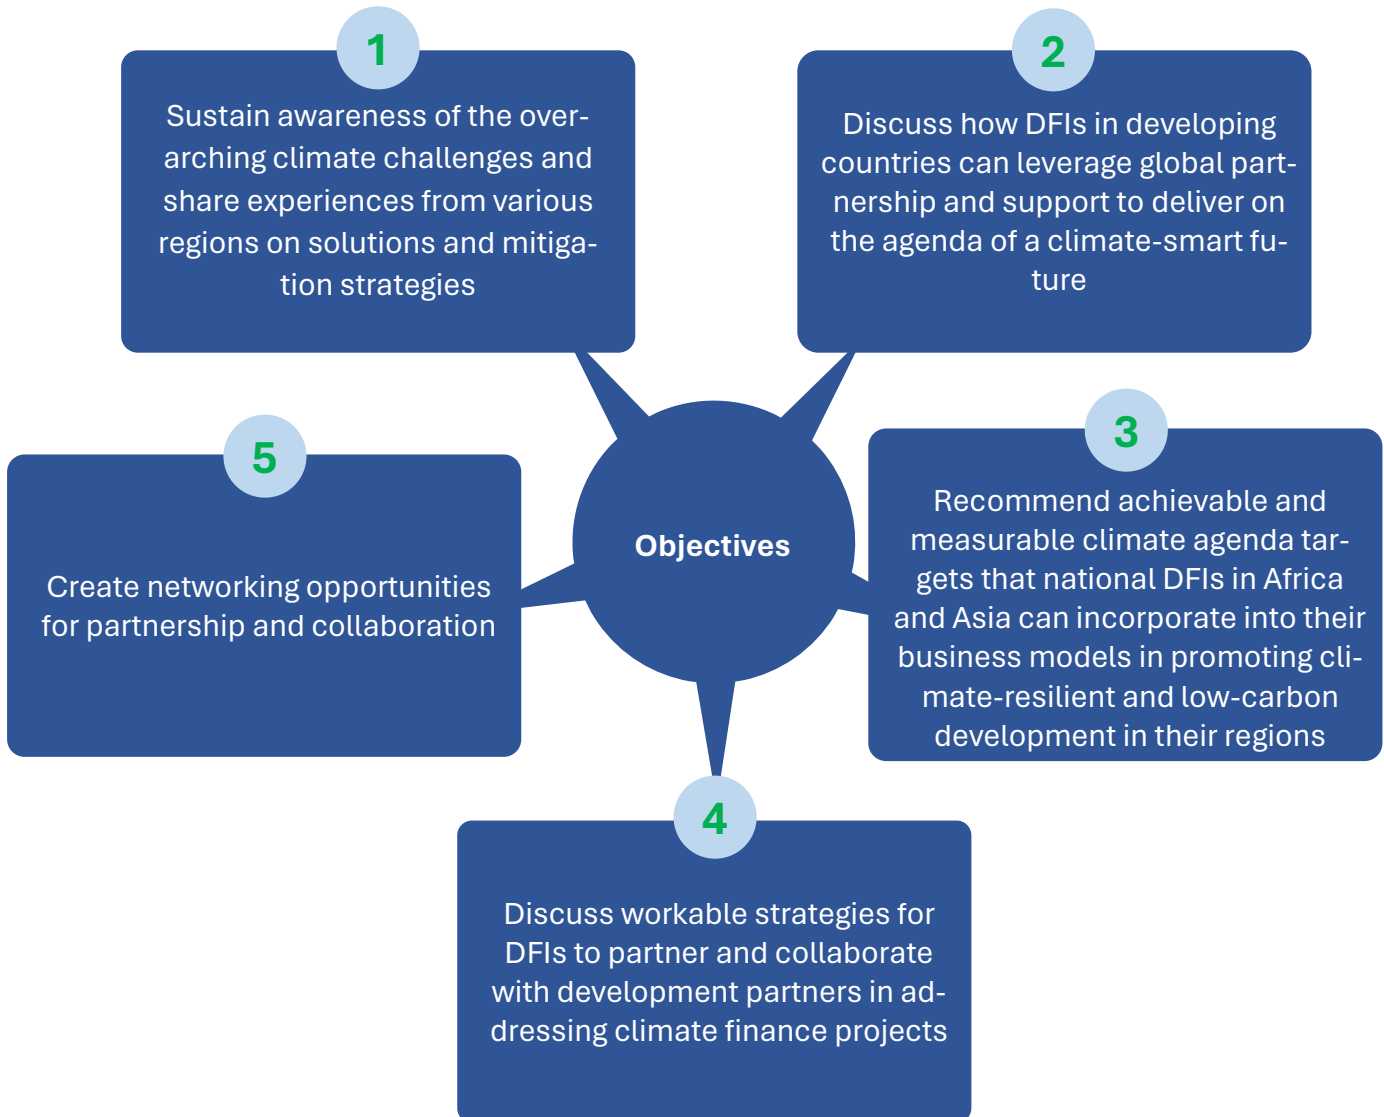 1
Sustain awareness of the over-
arching climate challenges and
share experiences from various
regions on solutions and mitiga-
tion strategies
2
Discuss how DFIs in developing
countries can leverage global part-
nership and support to deliver on
the agenda of a climate-smart fu-
ture
3
Recommend achievable and
measurable climate agenda tar-
gets that national DFIs in Africa
and Asia can incorporate into their
business models in promoting cli-
mate-resilient and low-carbon
development in their regions
4
Discuss workable strategies for
DFIs to partner and collaborate
with development partners in ad-
dressing climate finance projects
5
Create networking opportunities
for partnership and collaboration
Objectives